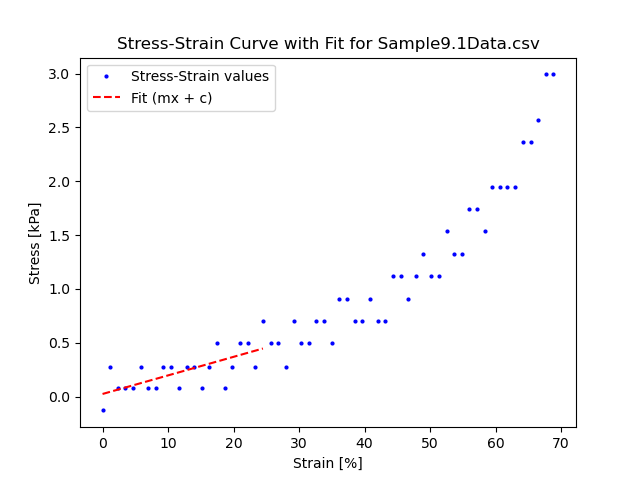 Stress-Strain Curve with Fit for Sample9.1Data.csv
Stress-Strain values
Fit (mx + c)
3.0
2.5
2.0
1.5
1.0
0.5
0.0
Stress [kPa]
0 10 20 30 40 50 60 70
Strain [%]